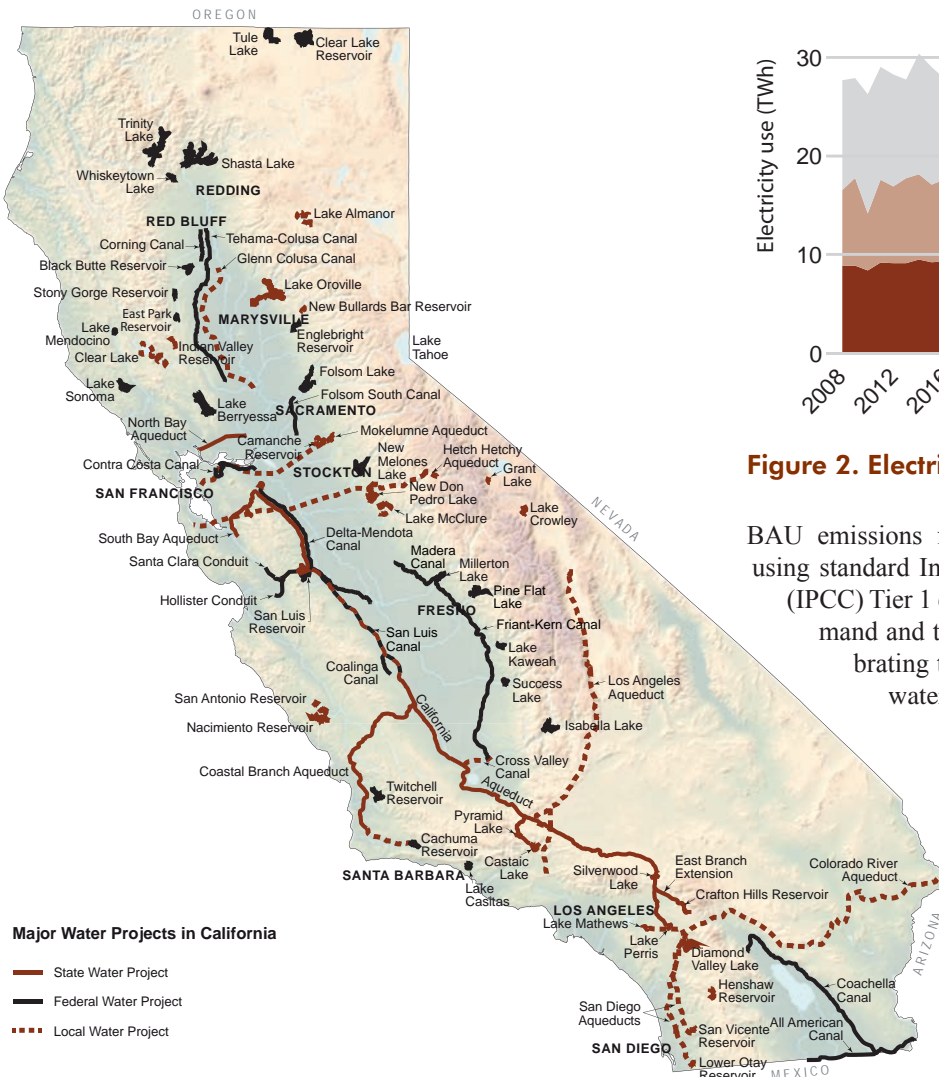 OREGON
Tule
Lake
Clear Lake
Reservoir
Trinity
Lake
Shasta Lake
Whiskeytown
Lake
REDDING
Lake Almanor
RED BLUFF
Tehama-Colusa Canal
Corning Canal
Glenn Colusa Canal
Black Butte Reservoir
Lake Oroville
Stony Gorge Reservoir
New Bullards Bar Reservoir
East Park
Reservoir
MARYSVILLE
Lake
Mendocino
Englebright
Reservoir
Indian Valley
Reservoir
Clear Lake
Lake
Tahoe
Lake
Sonoma
Folsom Lake
Folsom South Canal
Lake
Berryessa
SACRAMENTO
North Bay
Aqueduct
Camanche
Reservoir
Mokelumne Aqueduct
Contra Costa Canal
STOCKTON
New
Melones
Lake
Hetch Hetchy
Aqueduct
Grant
Lake
SAN FRANCISCO
New Don
Pedro Lake
Lake McClure
Lake
Crowley
NEVADA
South Bay Aqueduct
Delta-Mendota
Canal
Santa Clara Conduit
Madera
Canal
Millerton
Lake
Hollister Conduit
San Luis
Reservoir
FRESNO
Pine Flat
Lake
Friant-Kern Canal
San Luis
Canal
Lake
Kaweah
Coalinga
Canal
Success
Lake
Los Angeles
Aqueduct
San Antonio Reservoir
Nacimiento Reservoir
California
Aqueduct
Isabella Lake
Coastal Branch Aqueduct
Cross Valley
Canal
Twitchell
Reservoir
Pyramid
Lake
Cachuma
Reservoir
Castaic
Lake
SANTA BARBARA
Lake
Casitas
Silverwood
Lake
East Branch
Extension
Crafton Hills Reservoir
Colorado River
Aqueduct
LOS ANGELES
Lake Mathews
Lake
Perris
Diamond
Valley Lake
ARIZONA
Henshaw
Reservoir
Coachella
Canal
San Diego
Aqueducts
All American
Canal
San Vicente
Reservoir
SAN DIEGO
Lower Otay
Reservoir
MEXICO
Major Water Projects in California
State Water Project
Federal Water Project
Local Water Project
Electricity use (TWh)
30
20
10
0
2008
2012
2016
Figure 2. Electri
BAU emissions
using standard In
(IPCC) Tier 1
mand and t
brating t
water